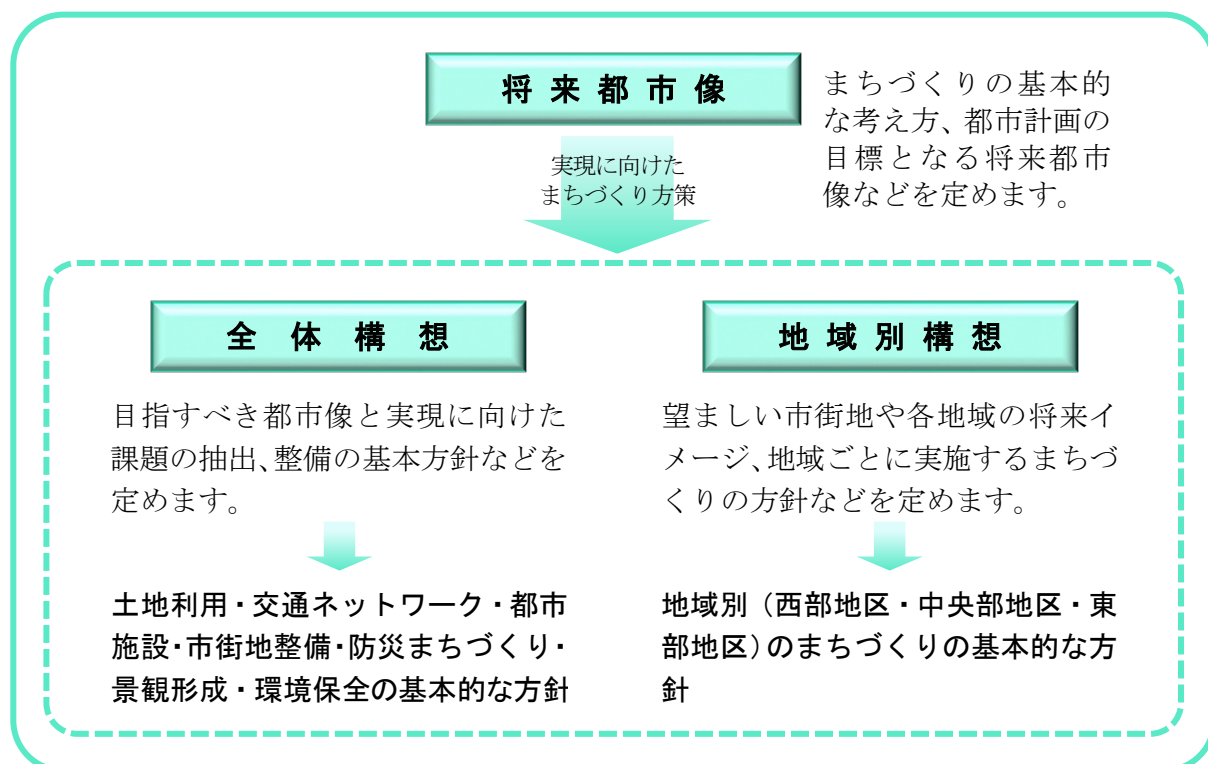 将来都市像
まちづくりの基本的
な考え方、都市計画の
目標となる将来都市
像などを定めます。
実現に向けた
まちづくり方策
全体構想
目指すべき都市像と実現に向けた
課題の抽出、整備の基本方針などを
定めます。
土地利用・交通ネットワーク・都市
施設・市街地整備・防災まちづくり・
景観形成・環境保全の基本的な方針
地域別構想
望ましい市街地や各地域の将来イ
メージ、地域ごとに実施するまちづ
くりの方針などを定めます。
地域別（西部地区・中央部地区・東
部地区）のまちづくりの基本的な方
針